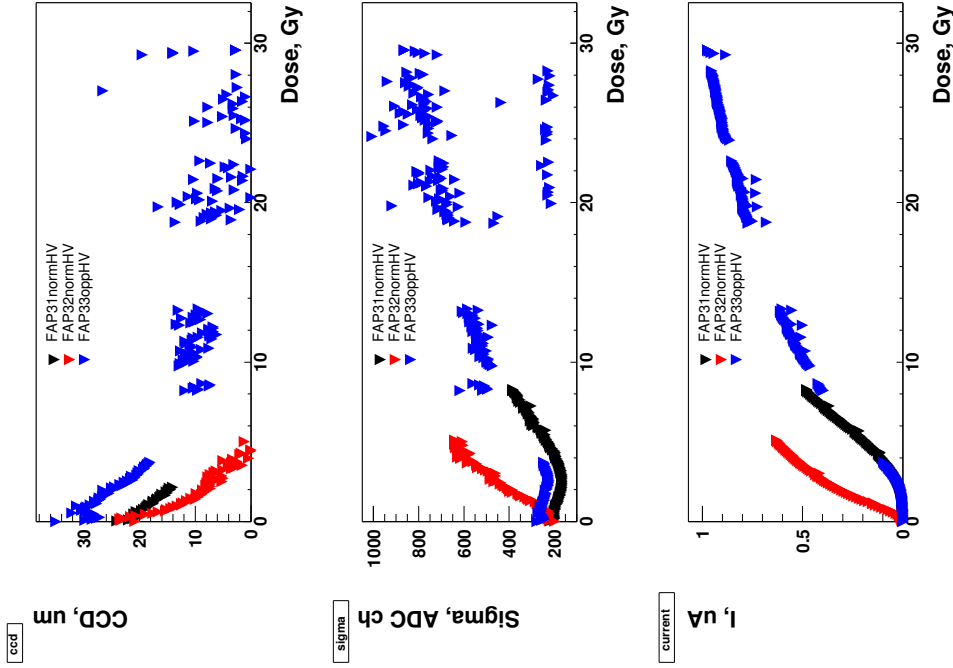 ccd
CCD, um
30
20
10
0
FAP31normHV
FAP32normHV
FAP33oppHV
0
10
20
30
Dose, Gy
sigma
Sigma, ADC ch
1000
800
600
400
200
FAP31normHV
FAP32normHV
FAP33oppHV
0
10
20
30
Dose, Gy
current
I, uA
1
0.5
0
FAP31normHV
FAP32normHV
FAP33oppHV
0
10
20
30
Dose, Gy